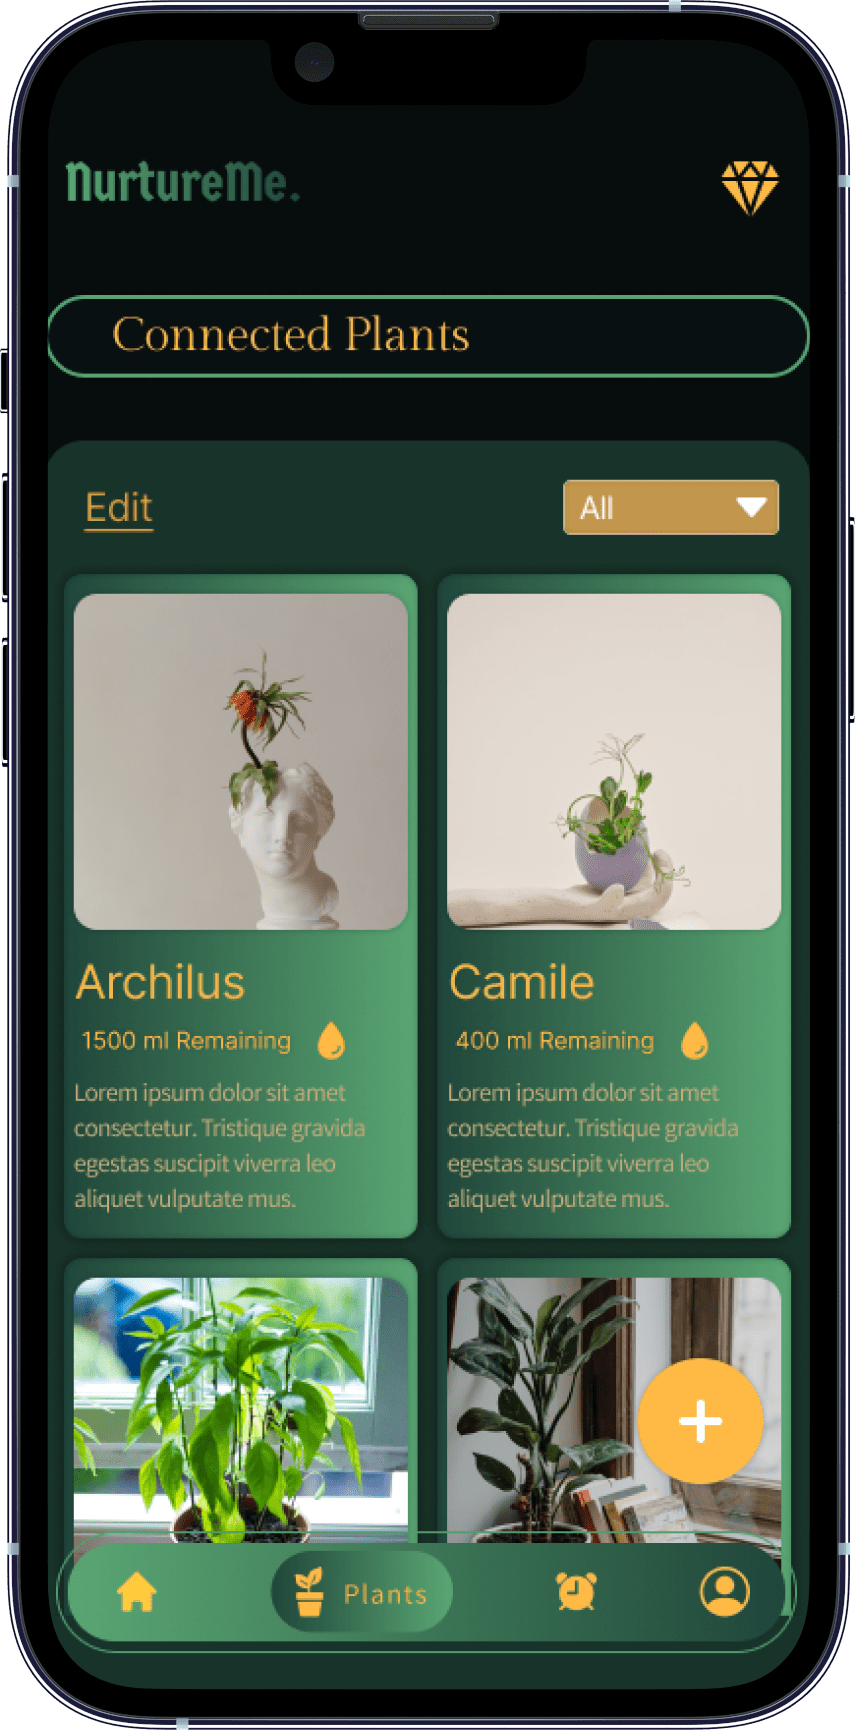 NurtureMe.
Connected Plants
Edit
All
Archilus
1500 ml Remaining
Lorem ipsum dolor sit amet
consectetur. Tristique gravida
egestas suscipit viverra leo
aliquet vulputate mus.
Camile
400 ml Remaining
Lorem ipsum dolor sit amet
consectetur. Tristique gravida
egestas suscipit viverra leo
aliquet vulputate mus.
Plants